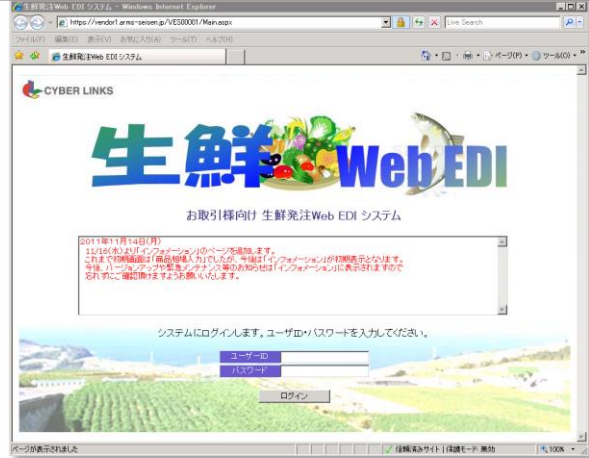 生鮮発注Web EDI システム - Windows Internet Explorer
https://vendor1.arms-seisen.jp/VES00001/Main.aspx
Live Search
ファイル(F) 編集(E) 表示(V) お気に入り(A) ツール(T) ヘルプ(H)
生鮮発注Web EDI システム
ページ(P) ツール(O)
CYBER LINKS
生鮮 Web EDI
お取引様向け 生鮮発注Web EDI システム
2011年11月14日(月)
11/16(水)より「インフォメーション」のページを追加します。
これまで初期画面は「商品相場入力」でしたが、今後は「インフォメーション」が初期表示となります。
今後、バージョンアップや緊急メンテナンス等のお知らせは「インフォメーション」に表示されますので
忘れずにご確認頂けますようお願いいたします。
システムにログインします。ユーザID・パスワードを入力してください。
ユーザーID
パスワード
ログイン
ページが表示されました
信頼済みサイト | 保護モード: 無効
100%